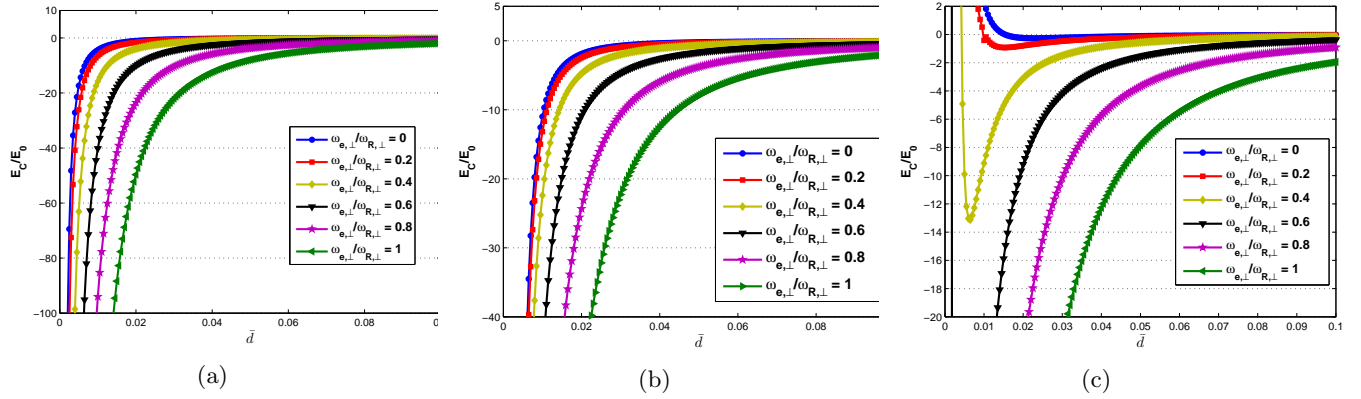 10
0
−20
−40
−60
−80
−100
E_C/E_0
0
0.02
0.04
0.06
0.08
0.
d̄
ω_{e,⊥}/ω_{R,⊥} = 0
ω_{e,⊥}/ω_{R,⊥} = 0.2
ω_{e,⊥}/ω_{R,⊥} = 0.4
ω_{e,⊥}/ω_{R,⊥} = 0.6
ω_{e,⊥}/ω_{R,⊥} = 0.8
ω_{e,⊥}/ω_{R,⊥} = 1
(a)
5
0
−10
−20
−30
−40
E_C/E_0
0
0.02
0.04
0.06
0.08
d̄
ω_{e,⊥}/ω_{R,⊥} = 0
ω_{e,⊥}/ω_{R,⊥} = 0.2
ω_{e,⊥}/ω_{R,⊥} = 0.4
ω_{e,⊥}/ω_{R,⊥} = 0.6
ω_{e,⊥}/ω_{R,⊥} = 0.8
ω_{e,⊥}/ω_{R,⊥} = 1
(b)
2
0
−2
−4
−6
−8
−10
−12
−14
−16
−18
−20
E_C/E_0
0
0.01
0.02
0.03
0.04
0.05
0.06
0.07
0.08
0.09
0.1
d̄
ω_{e,⊥}/ω_{R,⊥} = 0
ω_{e,⊥}/ω_{R,⊥} = 0.2
ω_{e,⊥}/ω_{R,⊥} = 0.4
ω_{e,⊥}/ω_{R,⊥} = 0.6
ω_{e,⊥}/ω_{R,⊥} = 0.8
ω_{e,⊥}/ω_{R,⊥} = 1
(c)